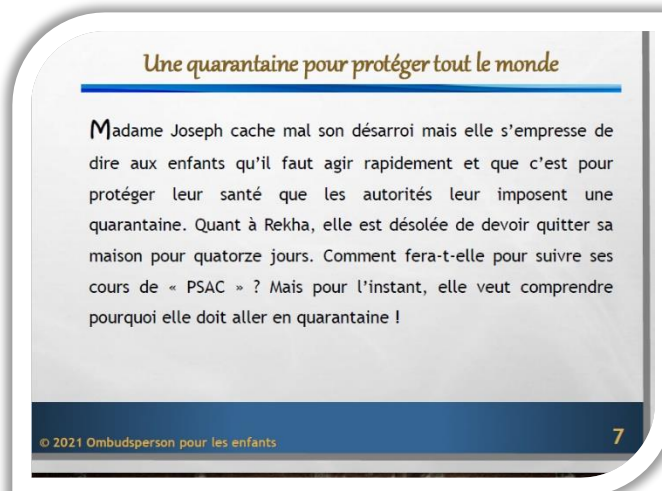 Une quarantaine pour protéger tout le monde
Madame Joseph cache mal son désarroi mais elle s’empresse de
dire aux enfants qu’il faut agir rapidement et que c’est pour
protéger leur santé que les autorités leur imposent une
quarantaine. Quant à Rekha, elle est désolée de devoir quitter sa
maison pour quatorze jours. Comment fera-t-elle pour suivre ses
cours de « PSAC » ? Mais pour l’instant, elle veut comprendre
pourquoi elle doit aller en quarantaine !
© 2021 Ombudsperson pour les enfants
7